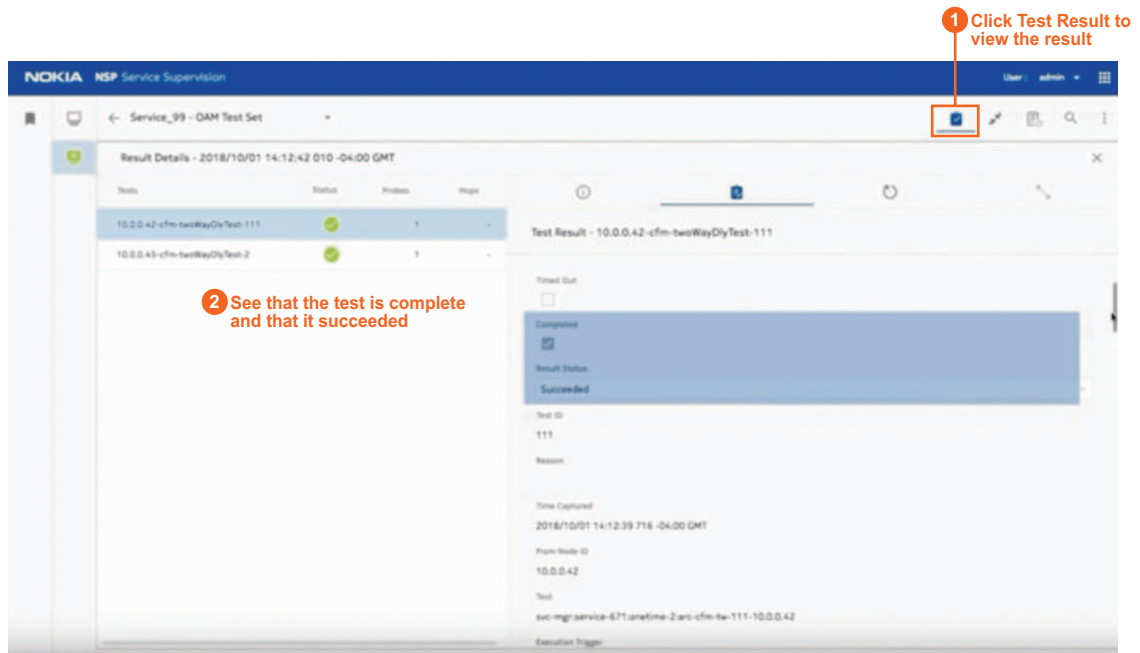 1 Click Test Result to
view the result
NOKIA NSP Service Supervision
User: admin
Service_99 - OAM Test Set
Result Details - 2018/10/01 14:12:42 010 -04:00 GMT
Tests Status Probes Hops
10.0.0.42-cfm-twoWayDlyTest-111 1 -
Test Result - 10.0.0.42-cfm-twoWayDlyTest-111
10.0.0.45-cfm-twoWayDlyTest-2 1 -
2 See that the test is complete
and that it succeeded
Timed Out
Completed
Result Status
Succeeded
Test ID
111
Reason
Time Captured
2018/10/01 14:12:39 716 -04:00 GMT
From Node ID
10.0.0.42
Test
svc-mgr:service-671:onetime-2:arc-cfm-tw-111-10.0.0.42
Execution Trigger